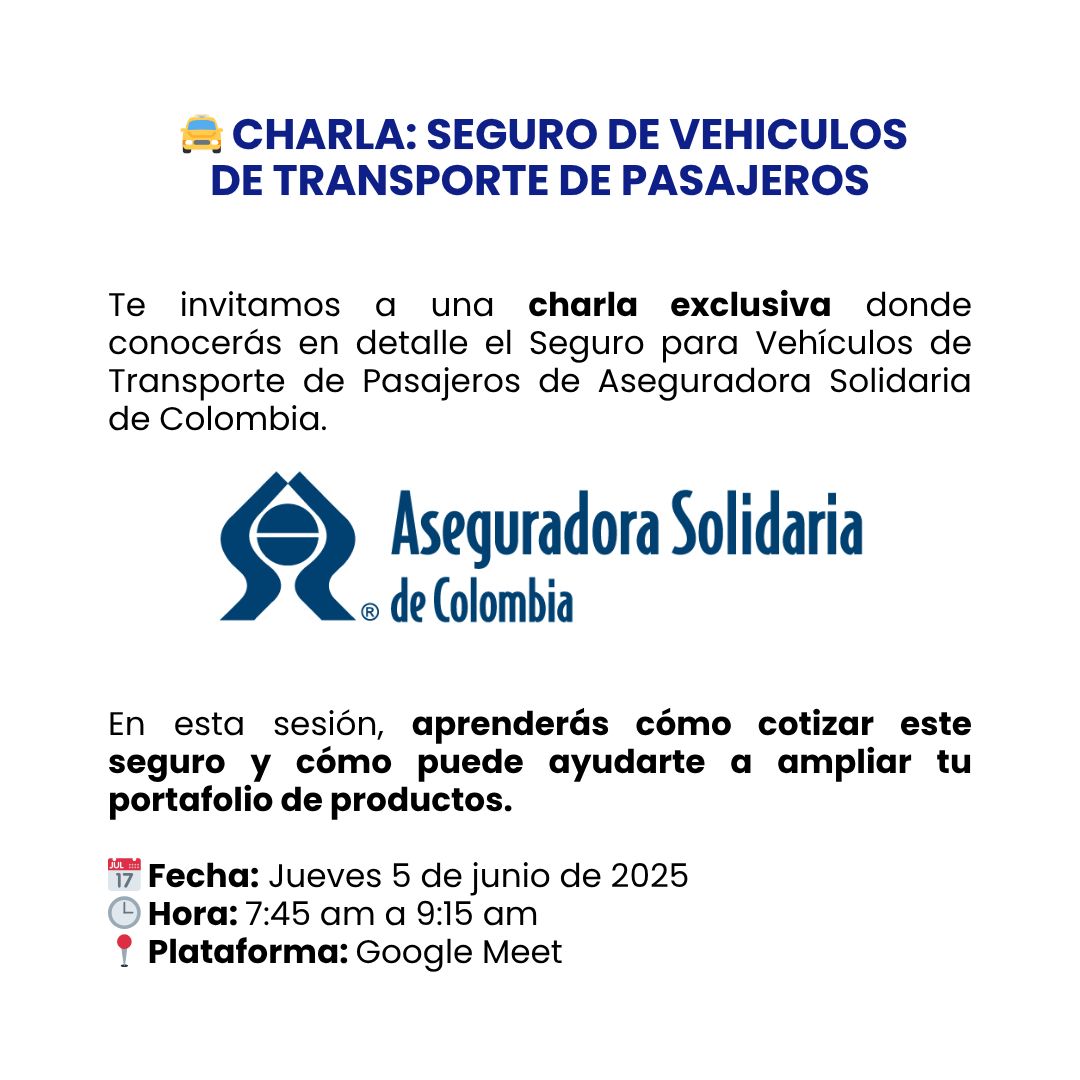 🚖 CHARLA: SEGURO DE VEHICULOS
DE TRANSPORTE DE PASAJEROS
Te invitamos a una charla exclusiva donde
conocerás en detalle el Seguro para Vehículos de
Transporte de Pasajeros de Aseguradora Solidaria
de Colombia.
Aseguradora Solidaria
® de Colombia
En esta sesión, aprenderás cómo cotizar este
seguro y cómo puede ayudarte a ampliar tu
portafolio de productos.
📅 Fecha: Jueves 5 de junio de 2025
🕒 Hora: 7:45 am a 9:15 am
📍 Plataforma: Google Meet